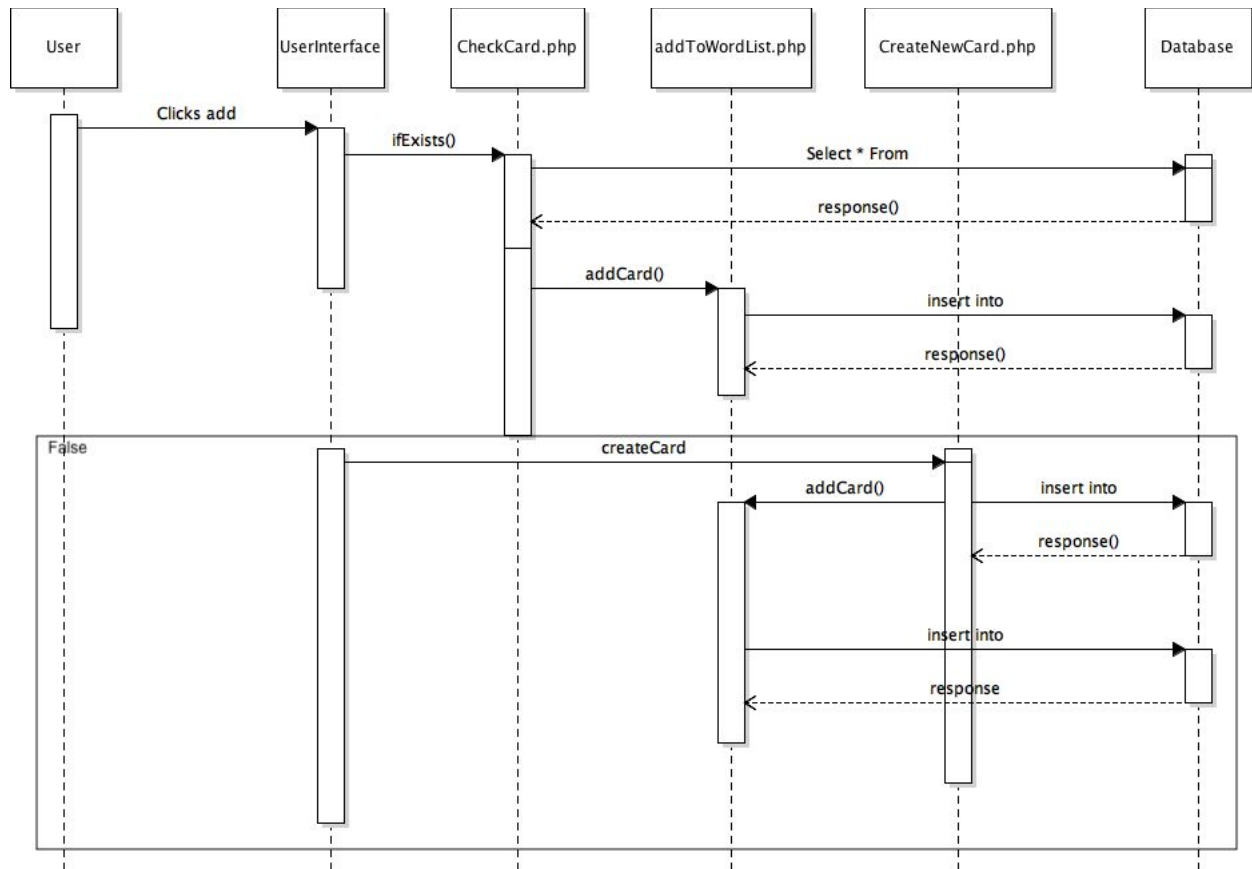 User
UserInterface
CheckCard.php
addToWordList.php
CreateNewCard.php
Database
Clicks add
ifExists()
Select * From
response()
addCard()
insert into
response()
False
createCard
addCard()
insert into
response()
insert into
response